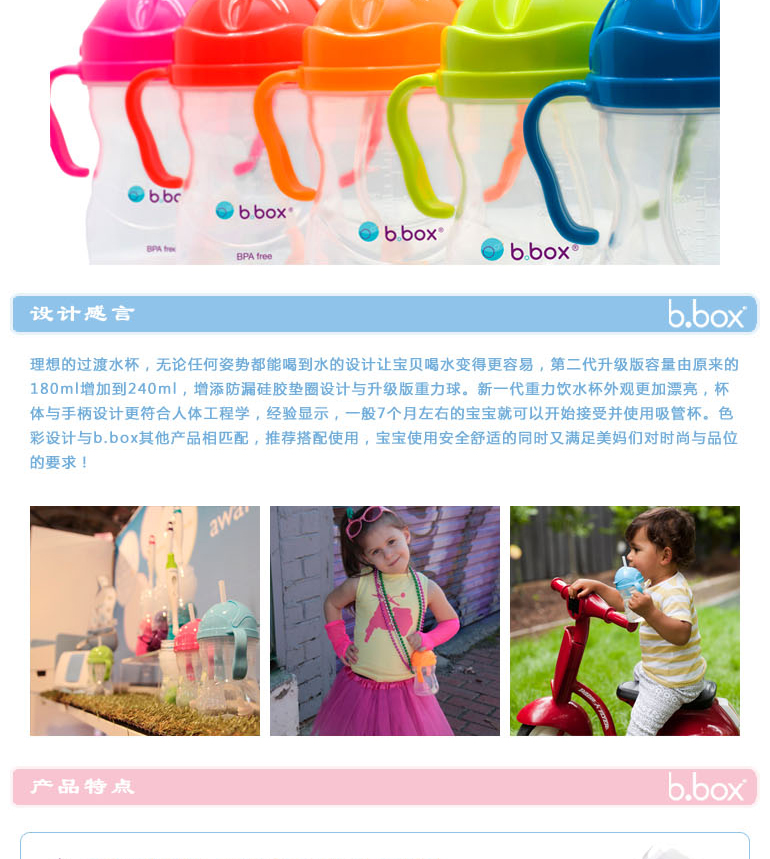 b.bo
b.box®
b.box®
b.box®
BPA free
BPA free
设计感言
b.box®
理想的过渡水杯，无论任何姿势都能喝到水的设计让宝贝喝水变得更容易，第二代升级版容量由原来的
180ml增加到240ml，增添防漏硅胶垫圈设计与升级版重力球。新一代重力饮水杯外观更加漂亮，杯
体与手柄设计更符合人体工程学，经验显示，一般7个月左右的宝宝就可以开始接受并使用吸管杯。色
彩设计与b.box其他产品相匹配，推荐搭配使用，宝宝使用安全舒适的同时又满足美妈们对时尚与品位
的要求！
awar
产品特点
b.box®